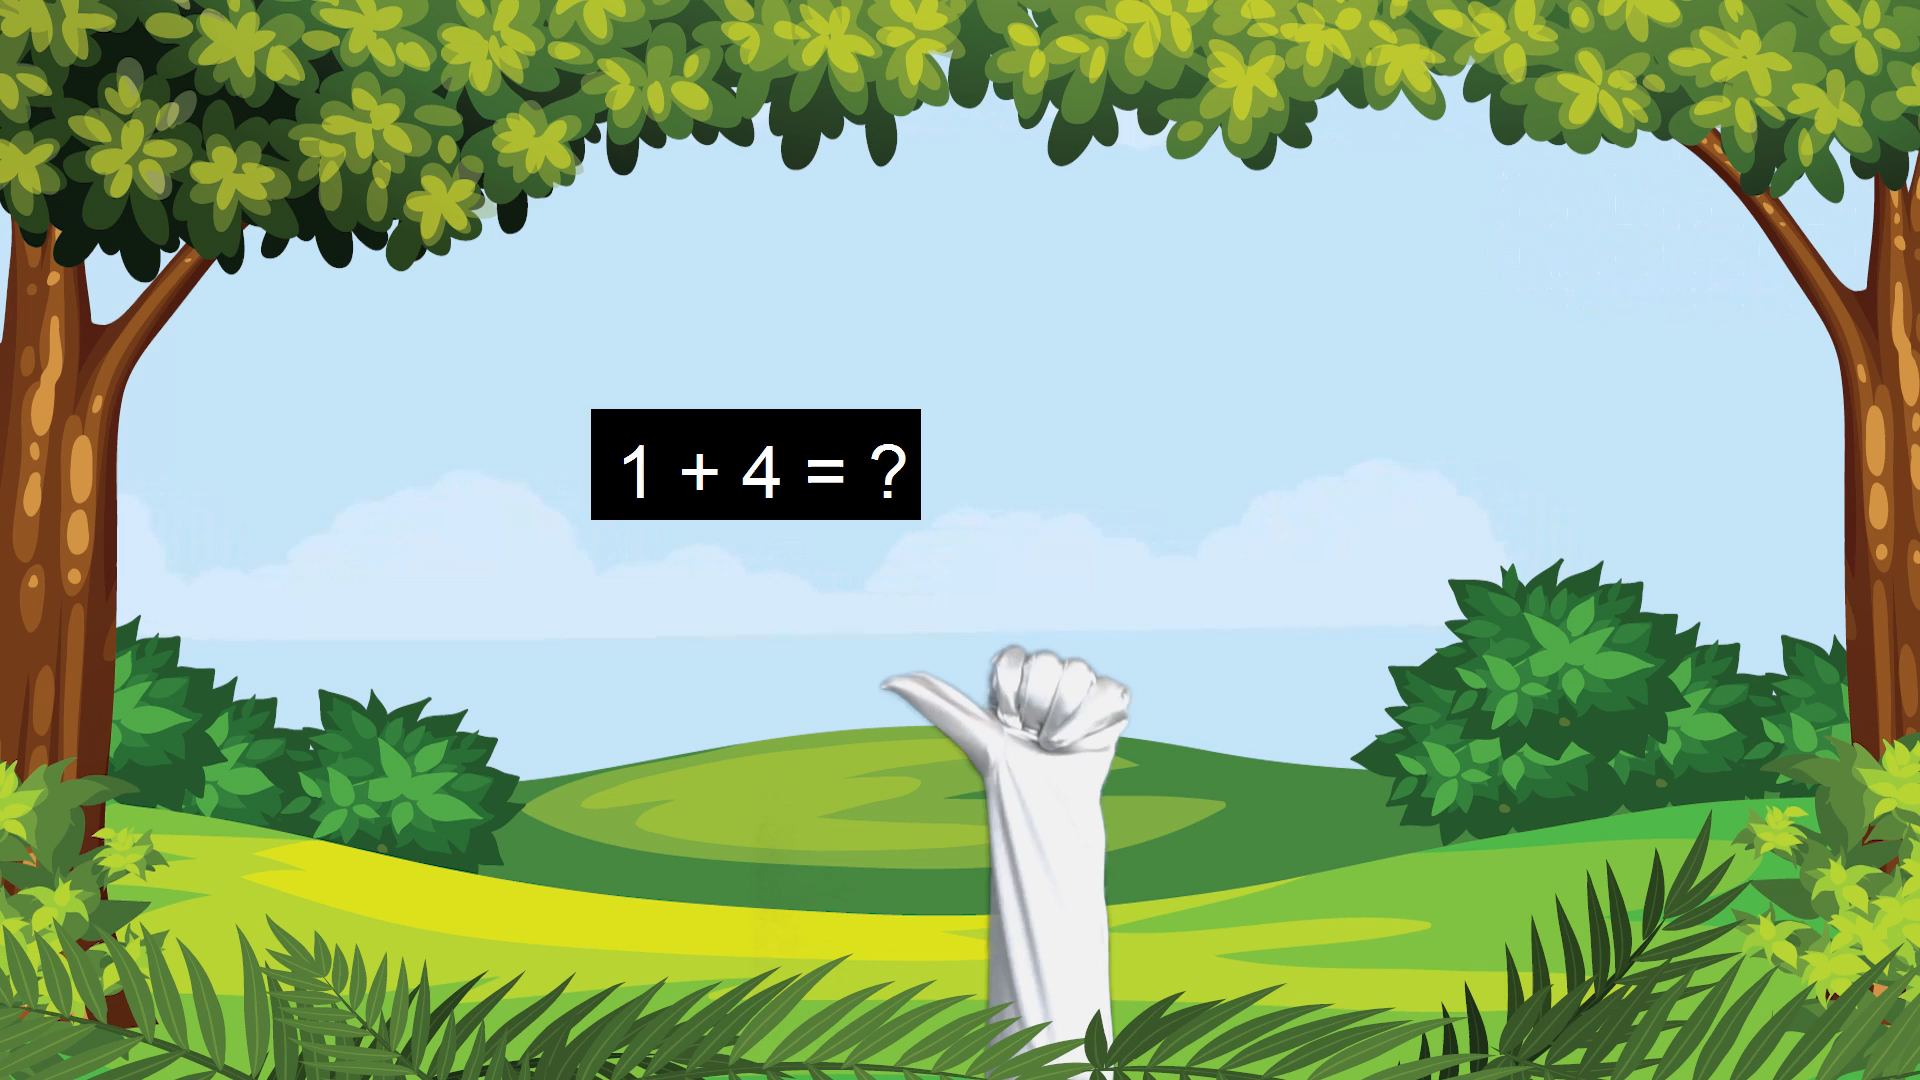 1 + 4 = ?